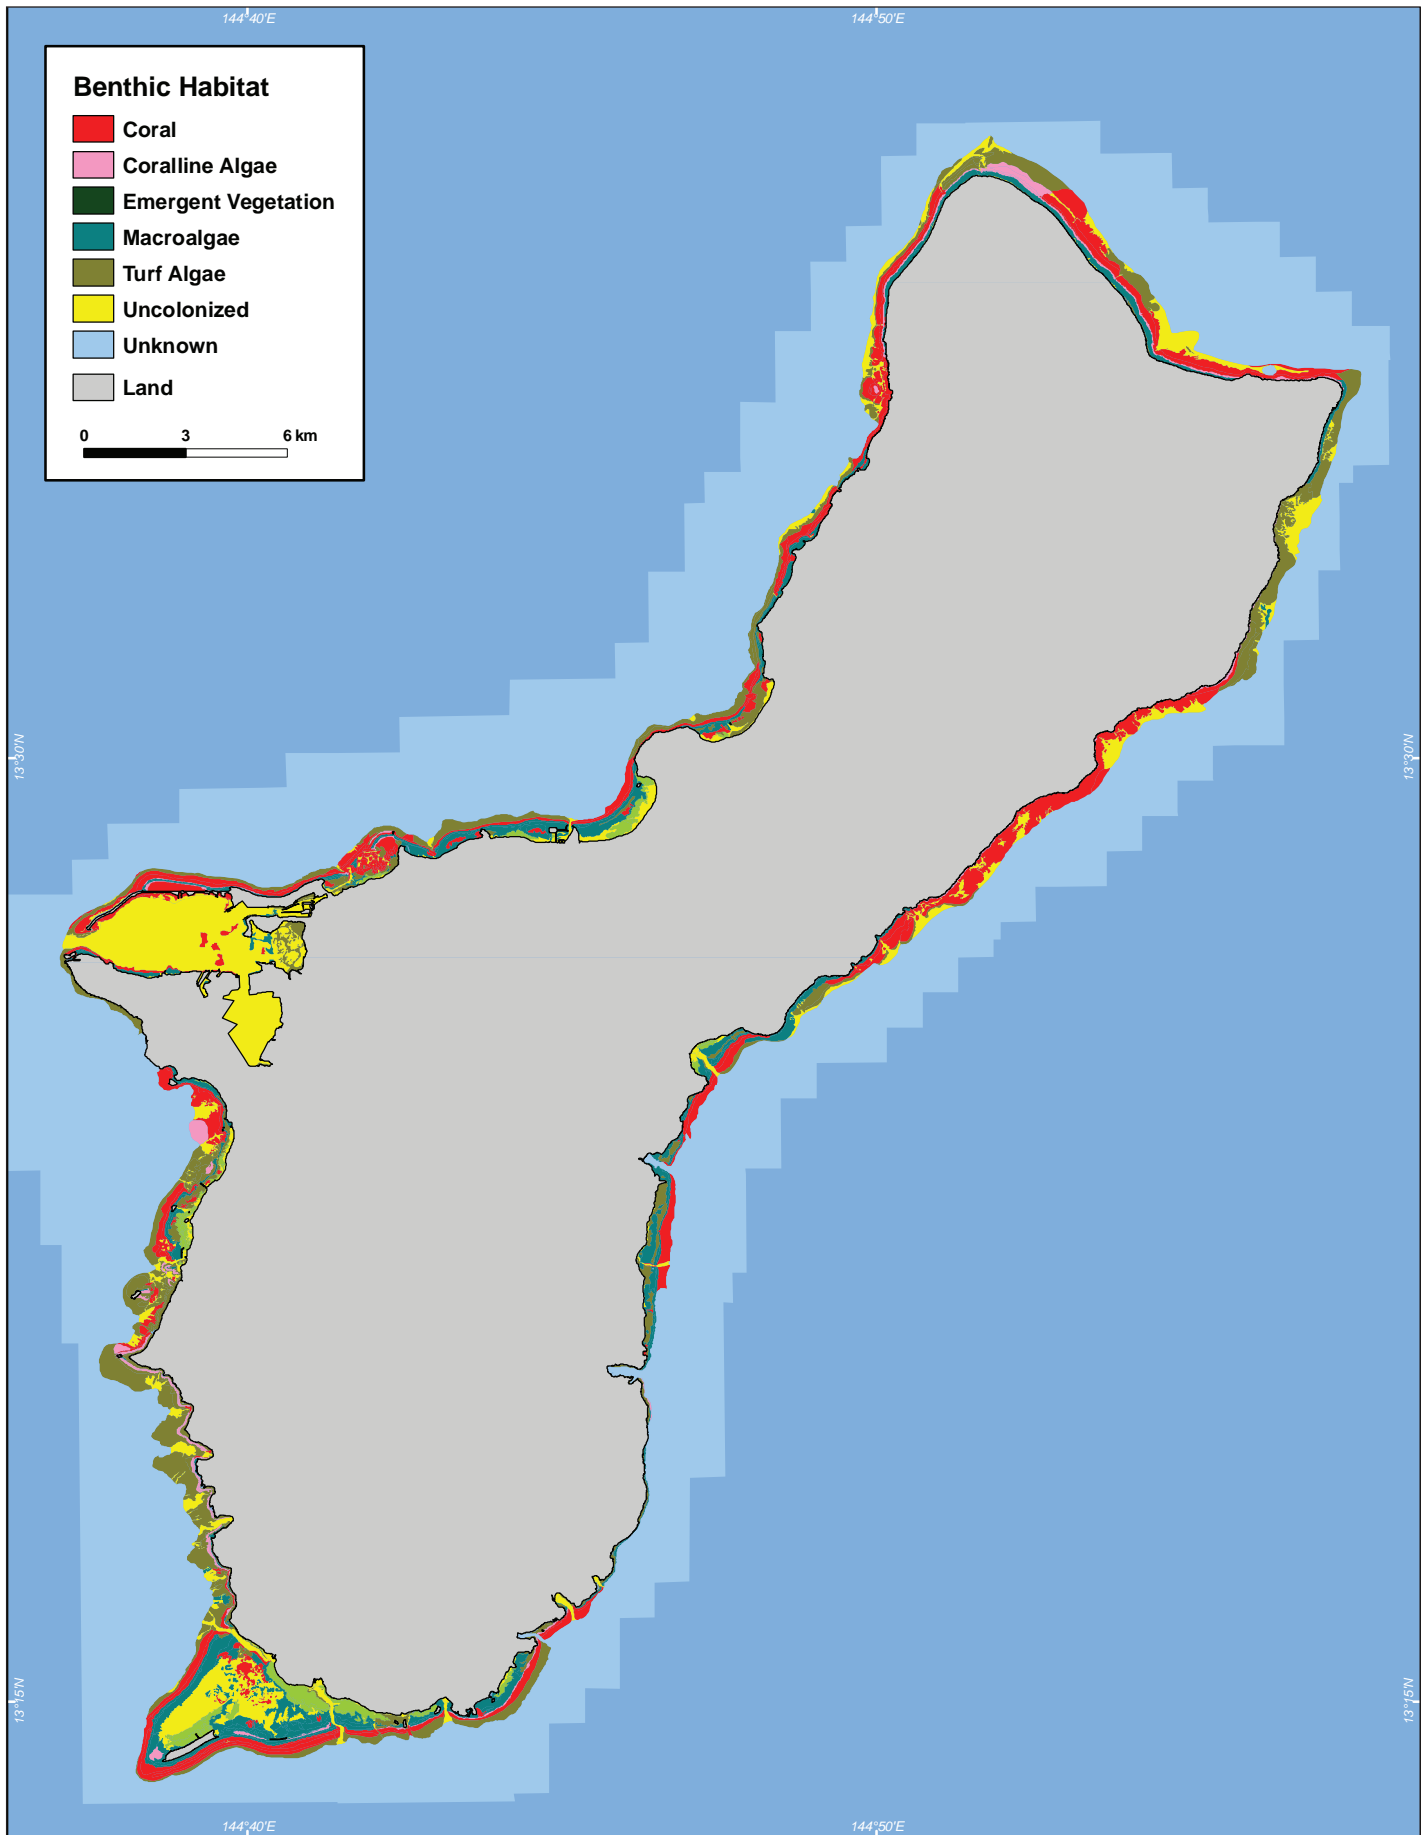 144°40'E
144°50'E
Benthic Habitat
Coral
Coralline Algae
Emergent Vegetation
Macroalgae
Turf Algae
Uncolonized
Unknown
Land
0 3 6 km
13°30'N
13°30'N
13°15'N
13°15'N
144°40'E
144°50'E